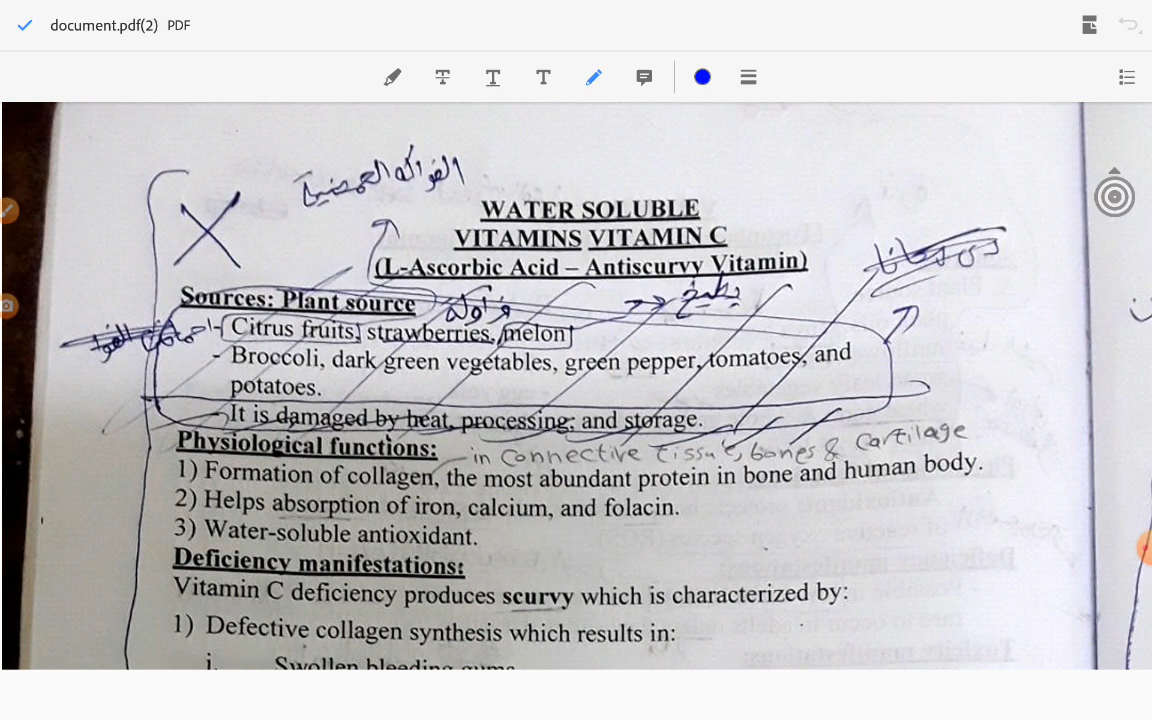 document.pdf(2) PDF
الفواكه الحمضية
WATER SOLUBLE
VITAMINS VITAMIN C
(L-Ascorbic Acid – Antiscurvy Vitamin)
Sources: Plant source
فراولة
بطيخ
- Citrus fruits, strawberries, melon
- Broccoli, dark green vegetables, green pepper, tomatoes, and
potatoes.
- It is damaged by heat, processing, and storage.
Physiological functions:
in connective tissue, bones & cartilage
1) Formation of collagen, the most abundant protein in bone and human body.
2) Helps absorption of iron, calcium, and folacin.
3) Water-soluble antioxidant.
Deficiency manifestations:
Vitamin C deficiency produces scurvy which is characterized by:
1) Defective collagen synthesis which results in:
i. Swollen bleeding gums